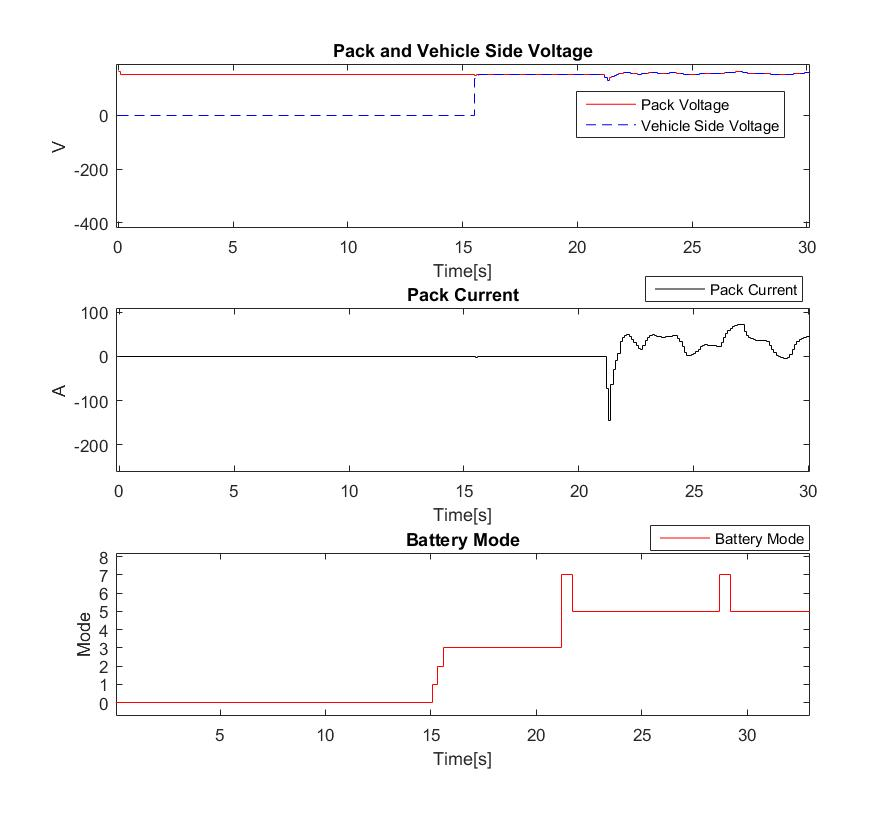 Pack and Vehicle Side Voltage
V
0
-200
-400
Pack Voltage
Vehicle Side Voltage
0 5 10 15 20 25 30
Time[s]
Pack Current
Pack Current
A
100
0
-100
-200
0 5 10 15 20 25 30
Time[s]
Battery Mode
Battery Mode
Mode
8
7
6
5
4
3
2
1
0
5 10 15 20 25 30
Time[s]